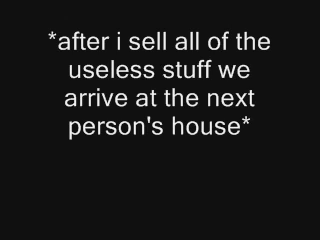 *after i sell all of the
useless stuff we
arrive at the next
person's house*